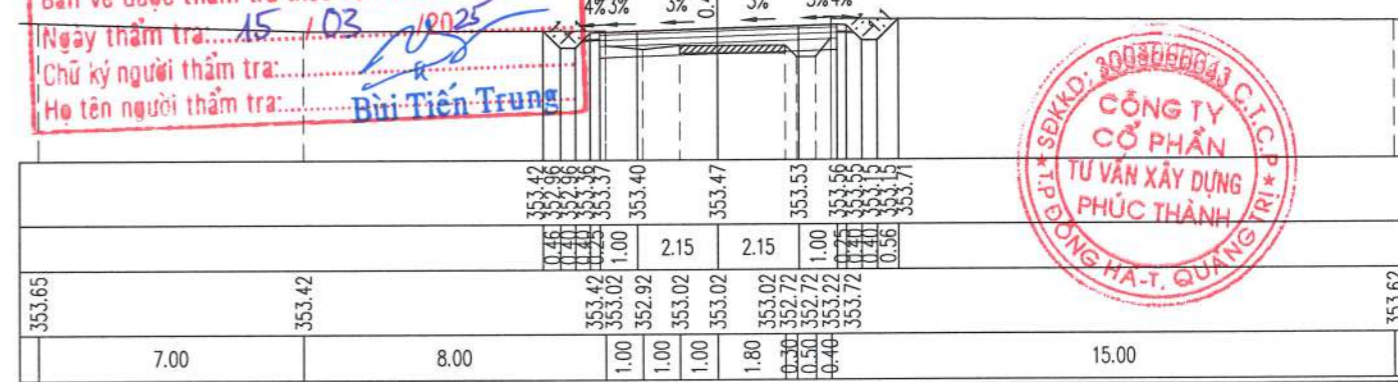 Ngày thẩm tra:....15...../....03...../2025
Chữ ký người thẩm tra:
Họ tên người thẩm tra: Bùi Tiến Trung
4% 3% 3% 3% 3% 4%
1:1 1:1
SĐKKD: 3008000043 C.T.C.P
CÔNG TY
CỔ PHẦN
TƯ VẤN XÂY DỰNG
PHÚC THÀNH
T.P ĐÔNG HÀ-T. QUẢNG TRỊ
353.42 352.96 352.96 353.36 353.37 353.40 353.47 353.53 353.56 353.55 353.15 353.15 353.71
0.46 0.40 0.40 0.25 1.00 2.15 2.15 1.00 0.25 0.40 0.40 0.56
353.65 353.42 353.42 353.02 352.92 353.02 353.02 353.02 352.72 352.72 353.22 353.72 353.62
7.00 8.00 1.00 1.00 1.00 1.80 0.30 0.50 0.40 15.00